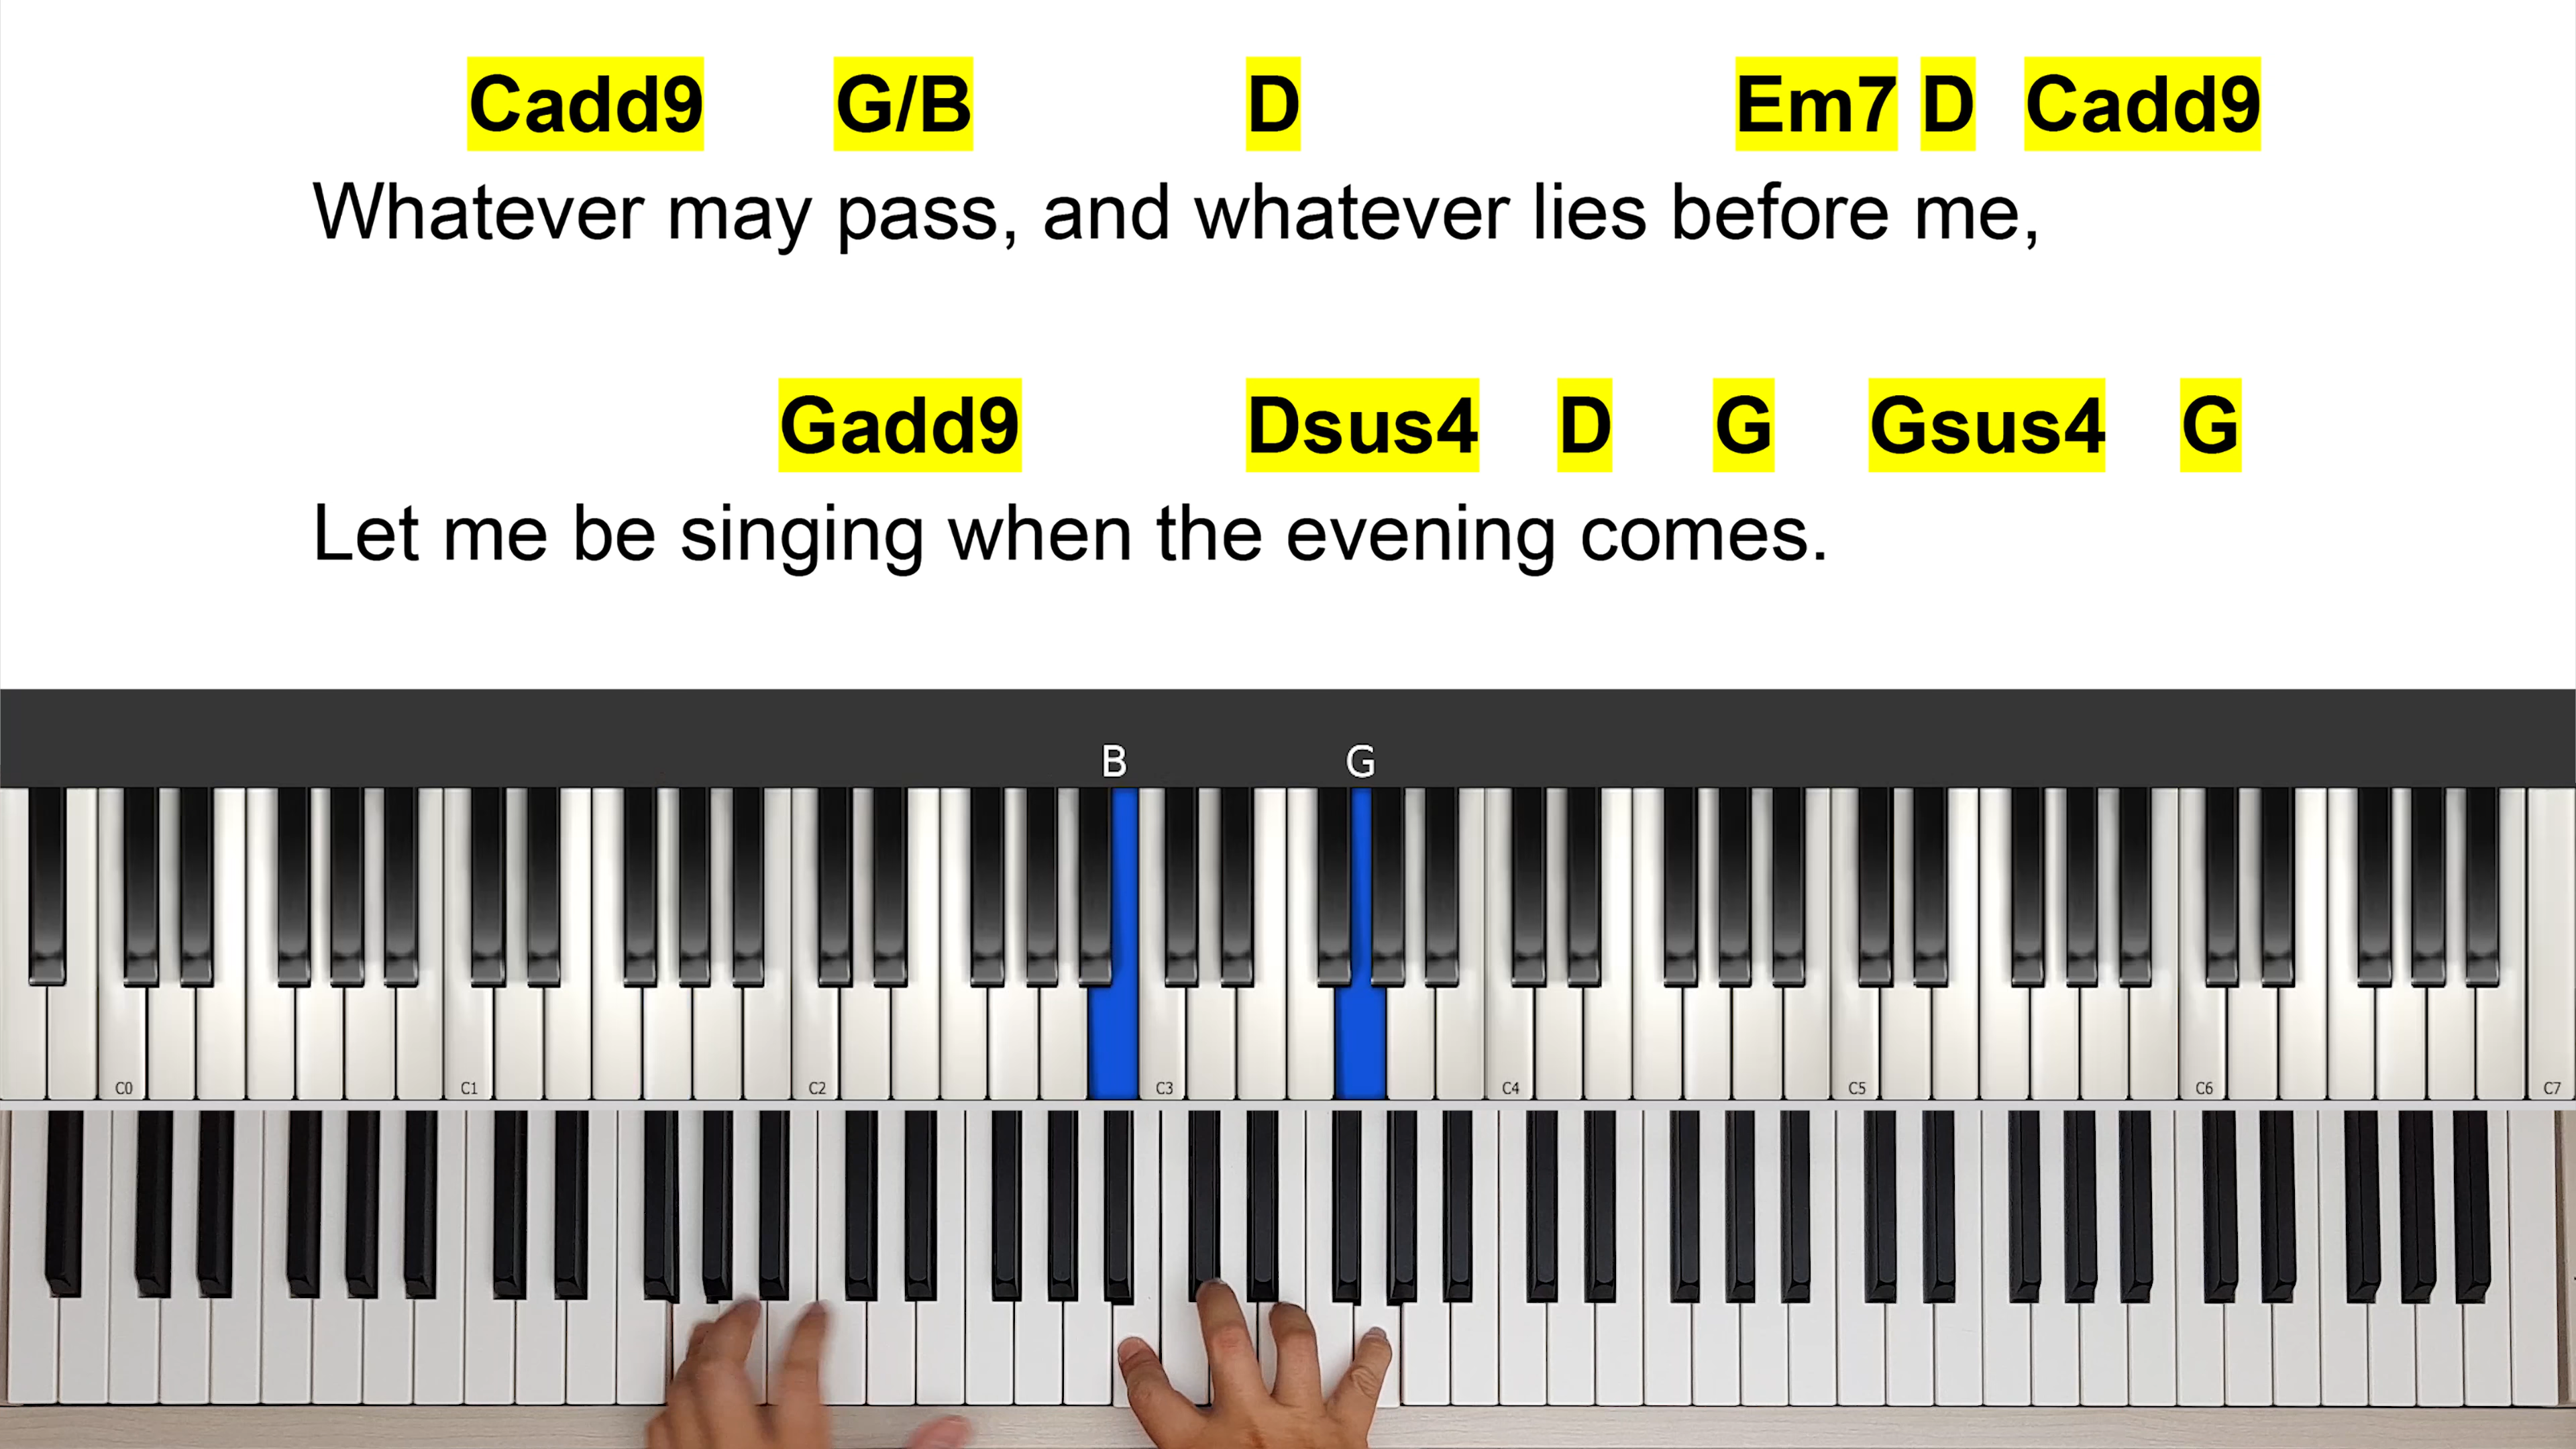 Cadd9 G/B D Em7 D Cadd9
Whatever may pass, and whatever lies before me,
Gadd9 Dsus4 D G Gsus4 G
Let me be singing when the evening comes.
B G
C0 C1 C2 C3 C4 C5 C6 C7